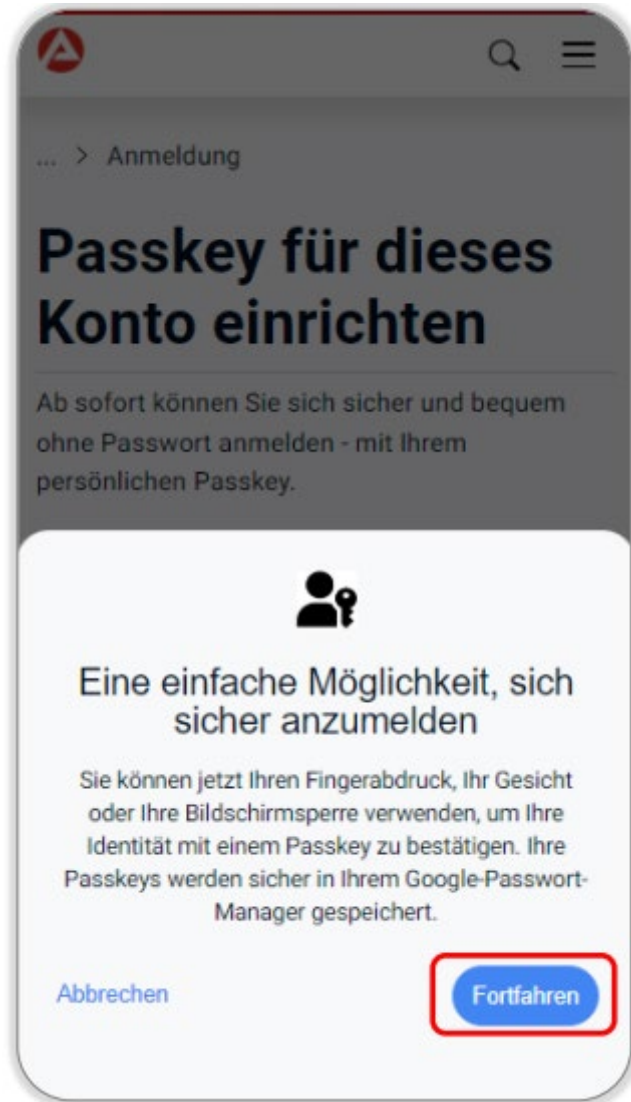 ... > Anmeldung
Passkey für dieses
Konto einrichten
Ab sofort können Sie sich sicher und bequem
ohne Passwort anmelden - mit Ihrem
persönlichen Passkey.
Eine einfache Möglichkeit, sich
sicher anzumelden
Sie können jetzt Ihren Fingerabdruck, Ihr Gesicht
oder Ihre Bildschirmsperre verwenden, um Ihre
Identität mit einem Passkey zu bestätigen. Ihre
Passkeys werden sicher in Ihrem Google-Passwort-
Manager gespeichert.
Abbrechen
Fortfahren